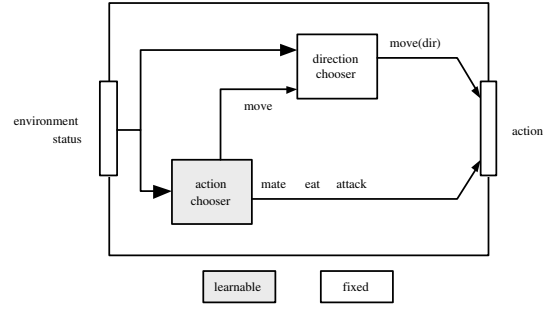 direction
chooser
move(dir)
move
environment
status
action
action
chooser
mate eat attack
learnable
fixed